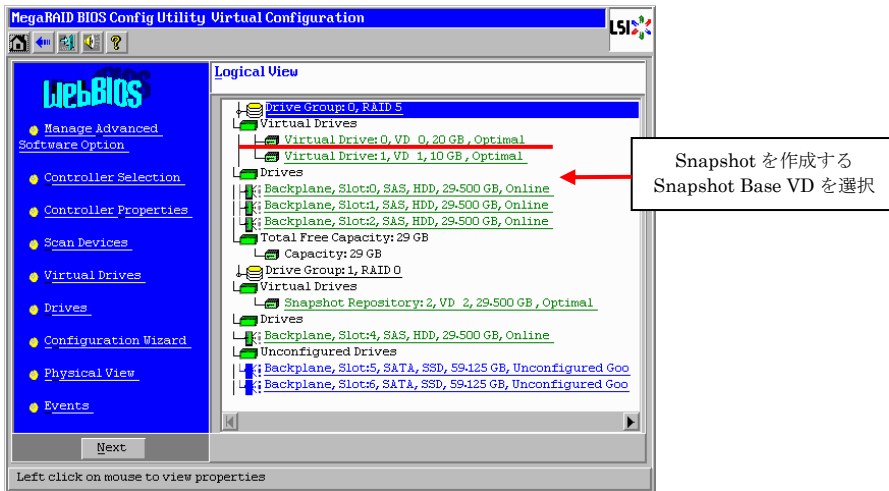 MegaRAID BIOS Config Utility Virtual Configuration
LSI
WebBIOS
Logical View
Manage Advanced
Software Option
Controller Selection
Controller Properties
Scan Devices
Virtual Drives
Drives
Configuration Wizard
Physical View
Events
Next
Drive Group: 0, RAID 5
Virtual Drives
Virtual Drive: 0, VD 0, 20 GB, Optimal
Virtual Drive: 1, VD 1, 10 GB, Optimal
Drives
Backplane, Slot:0, SAS, HDD, 29.500 GB, Online
Backplane, Slot:1, SAS, HDD, 29.500 GB, Online
Backplane, Slot:2, SAS, HDD, 29.500 GB, Online
Total Free Capacity: 29 GB
Capacity: 29 GB
Drive Group: 1, RAID 0
Virtual Drives
Snapshot Repository: 2, VD 2, 29.500 GB, Optimal
Drives
Backplane, Slot:4, SAS, HDD, 29.500 GB, Online
Unconfigured Drives
Backplane, Slot:5, SATA, SSD, 59.125 GB, Unconfigured Goo
Backplane, Slot:6, SATA, SSD, 59.125 GB, Unconfigured Goo
Snapshot を作成する
Snapshot Base VD を選択
Left click on mouse to view properties